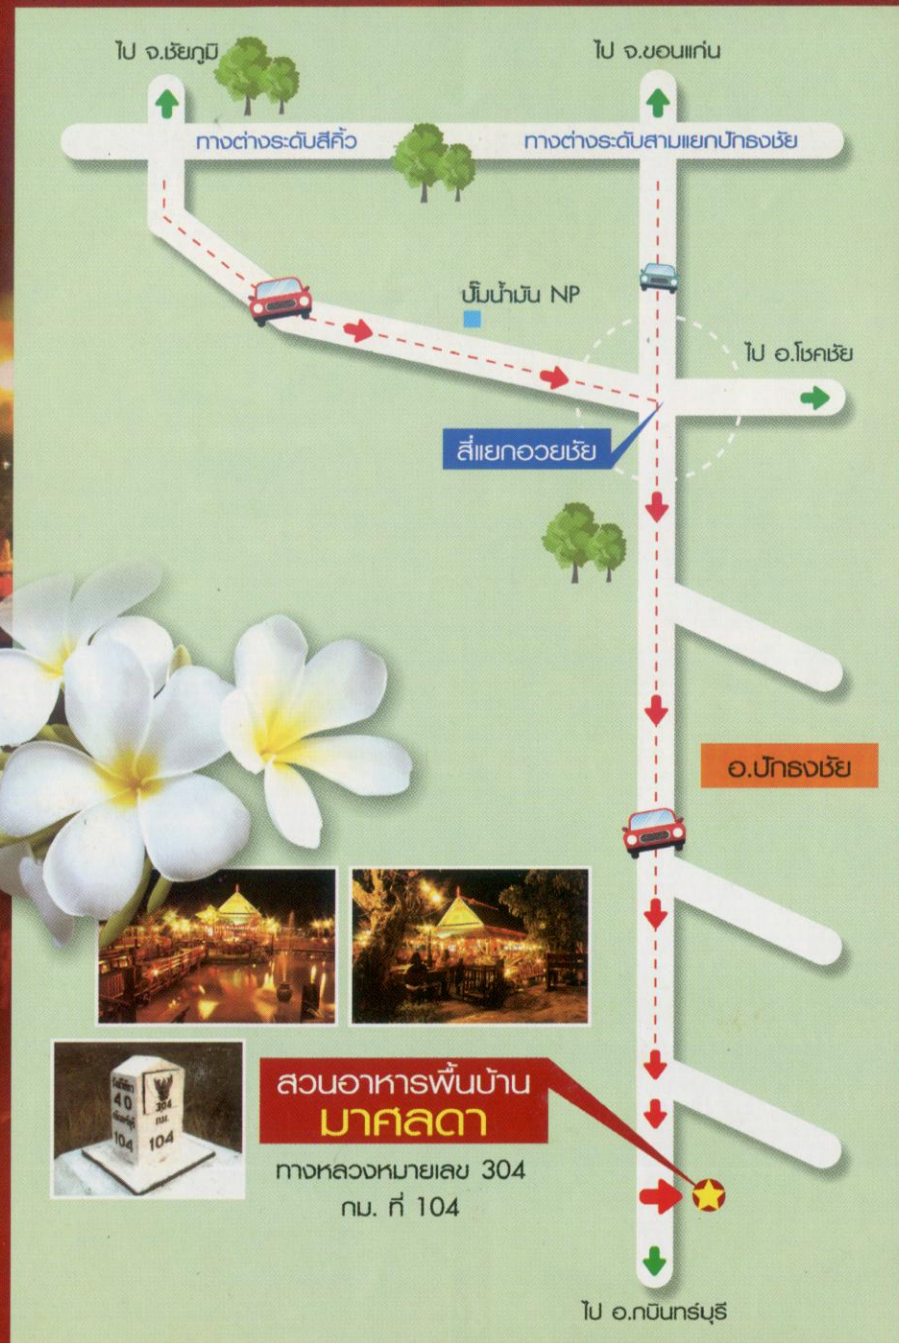 ไป จ.ชัยภูมิ
ไป จ.ขอนแก่น
ทางต่างระดับสีคิ้ว
ทางต่างระดับสามแยกปักธงชัย
ปั๊มน้ำมัน NP
ไป อ.โชคชัย
สี่แยกอวยชัย
อ.ปักธงชัย
สวนอาหารพื้นบ้าน
มาศลดา
ทางหลวงหมายเลข 304
กม. ที่ 104
40
104
304
กม.
104
ไป อ.กบินทร์บุรี